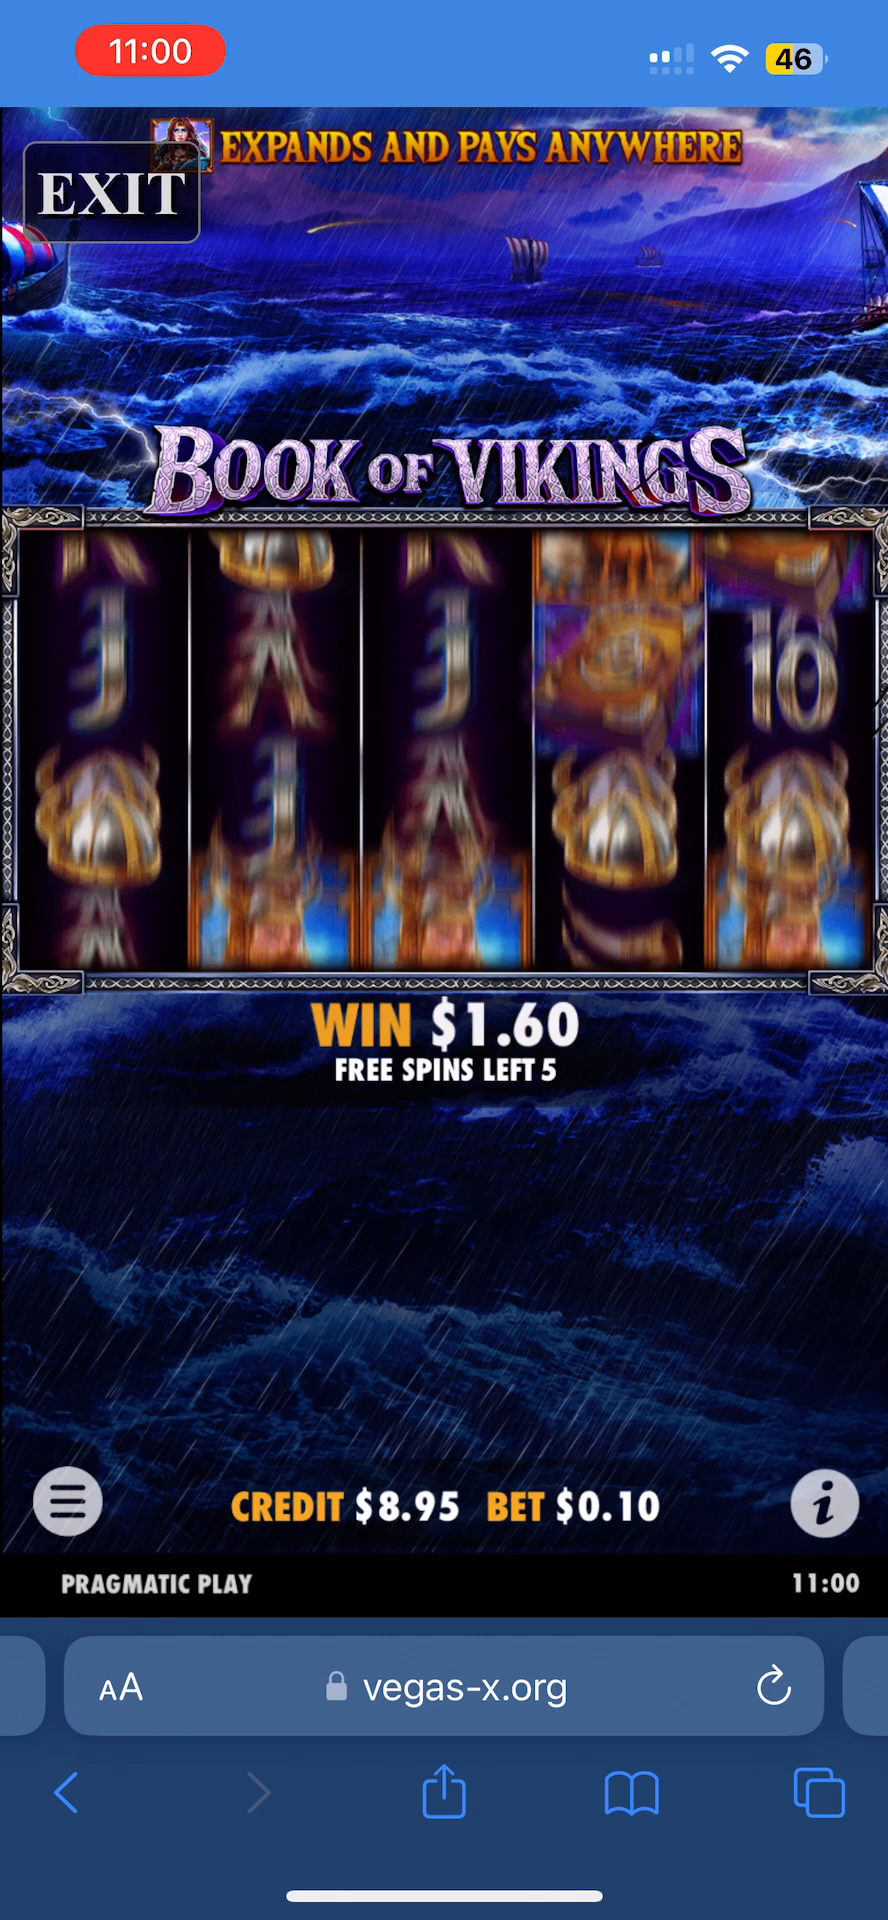 11:00
46
EXPANDS AND PAYS ANYWHERE
EXIT
BOOK OF VIKINGS
J A J 10
J A
A
WIN $1.60
FREE SPINS LEFT 5
CREDIT $8.95 BET $0.10
PRAGMATIC PLAY 11:00
AA vegas-x.org